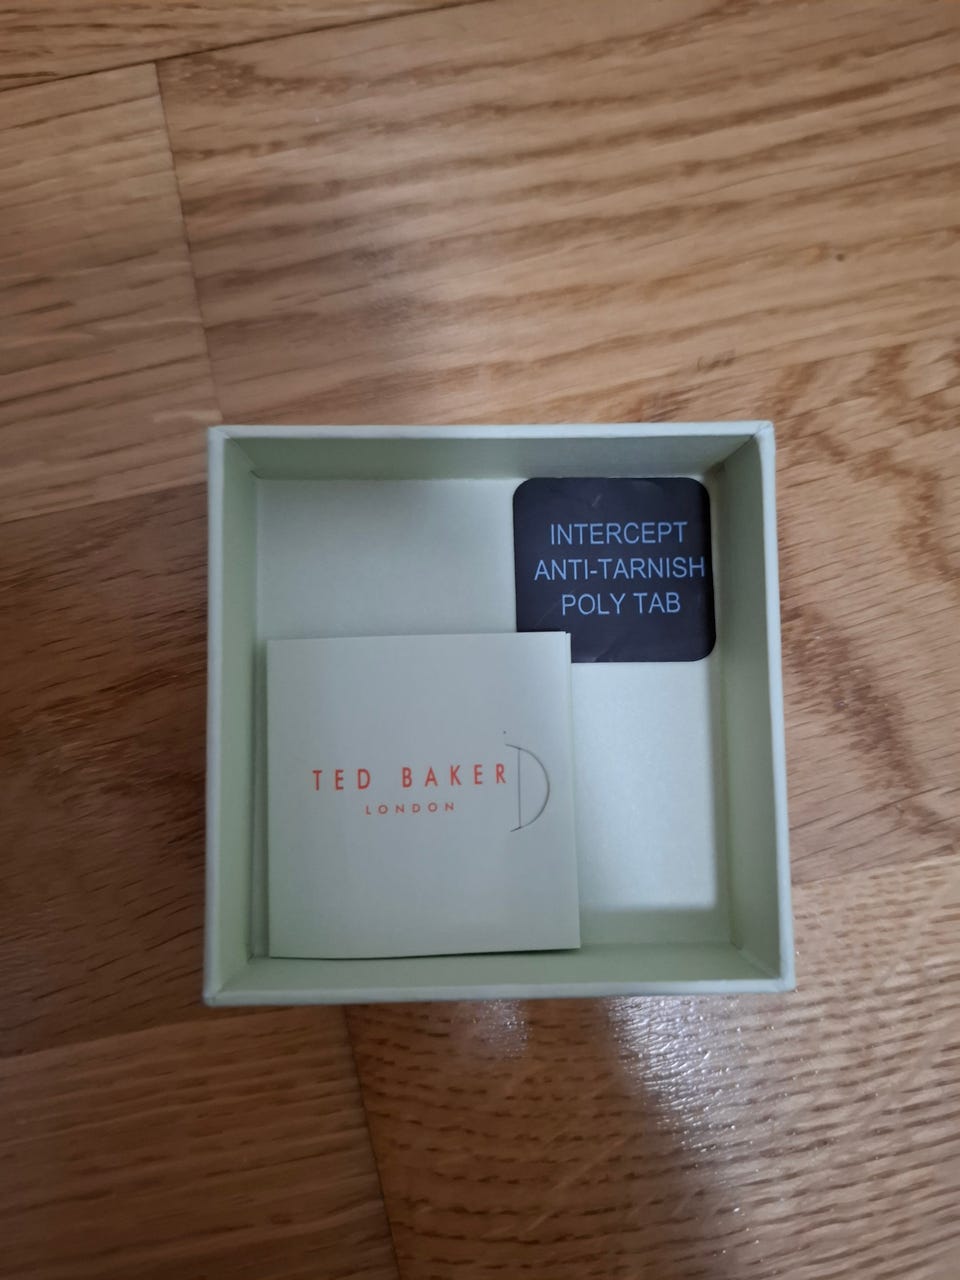 INTERCEPT
ANTI-TARNISH
POLY TAB
TED BAKER
LONDON